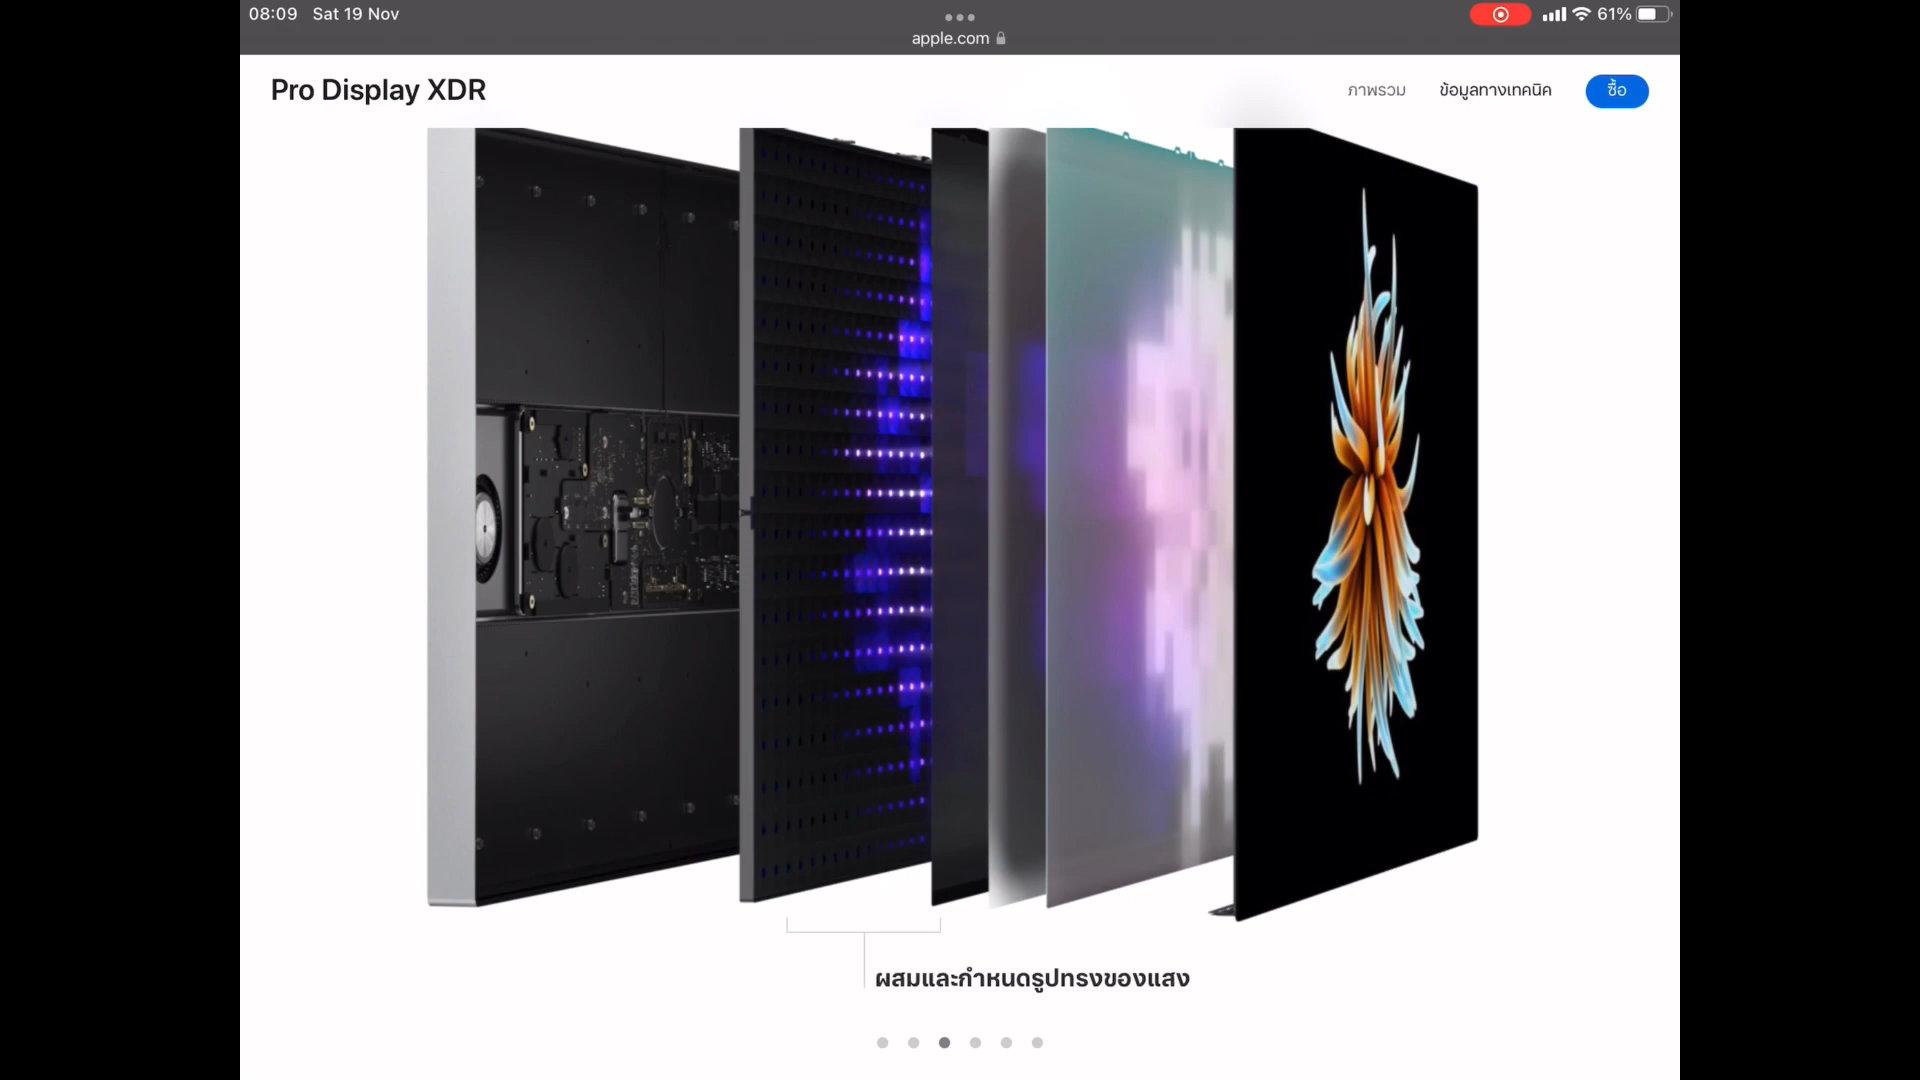 08:09 Sat 19 Nov
61%
apple.com
Pro Display XDR
ภาพรวม
ข้อมูลทางเทคนิค
ซื้อ
ผสมและกำหนดรูปทรงของแสง